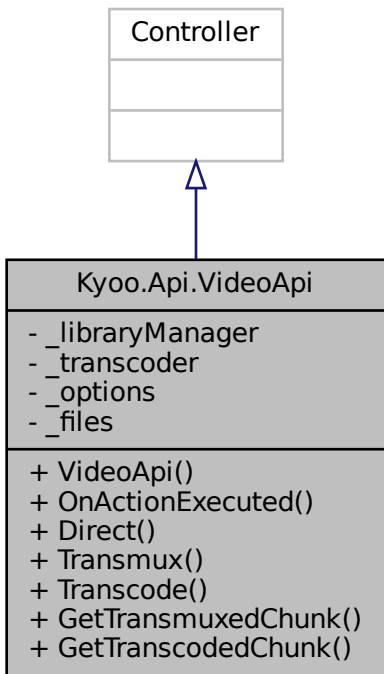 Controller
Kyoo.Api.VideoApi
- _libraryManager
- _transcoder
- _options
- _files
+ VideoApi()
+ OnActionExecuted()
+ Direct()
+ Transmux()
+ Transcode()
+ GetTransmuxedChunk()
+ GetTranscodedChunk()